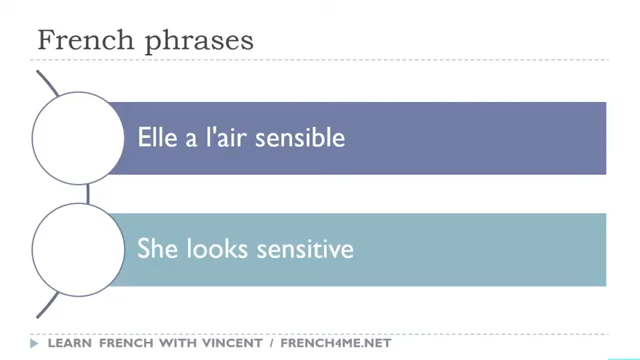 French phrases
Elle a l'air sensible
She looks sensitive
LEARN FRENCH WITH VINCENT / FRENCH4ME.NET